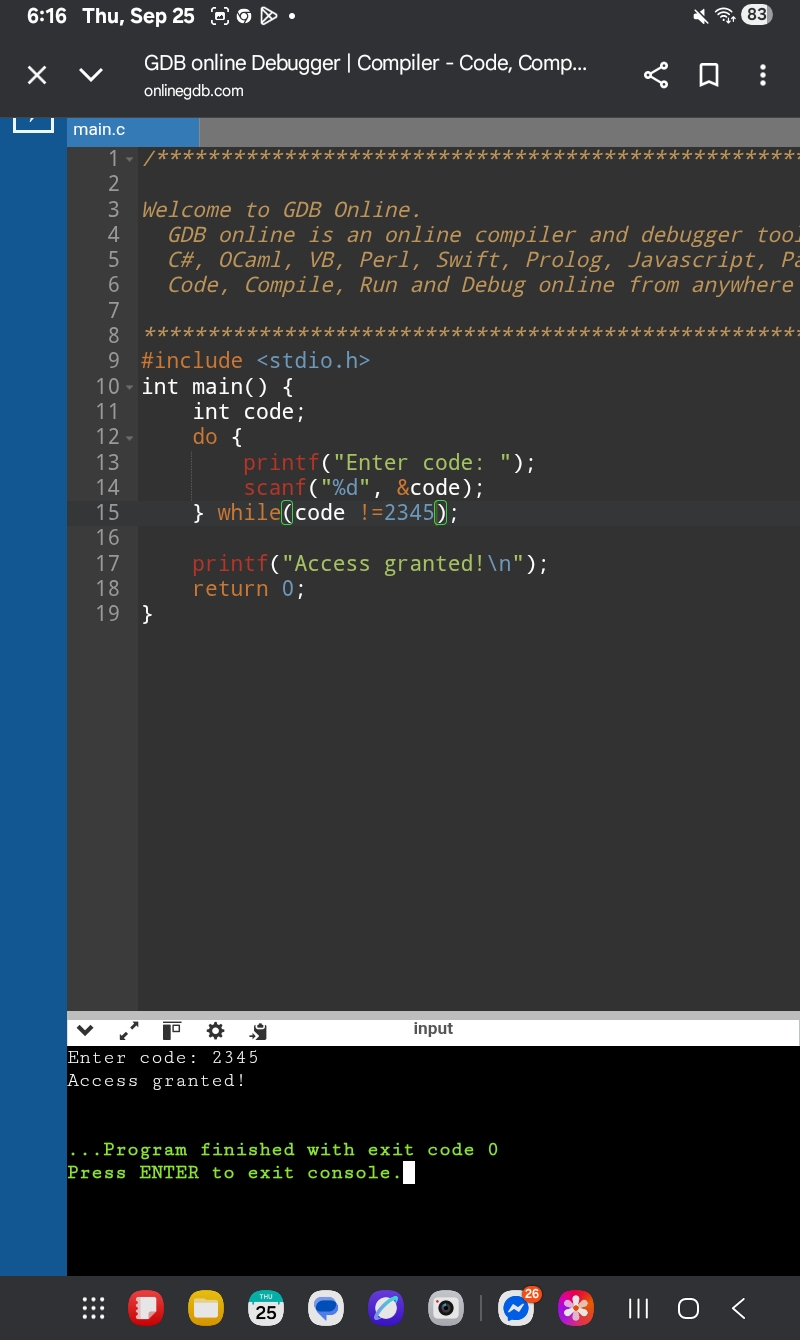 6:16 Thu, Sep 25
83
GDB online Debugger | Compiler - Code, Comp...
onlinegdb.com
main.c
1 /****************************************************
2
3 Welcome to GDB Online.
4 GDB online is an online compiler and debugger tool
5 C#, OCaml, VB, Perl, Swift, Prolog, Javascript, Pa
6 Code, Compile, Run and Debug online from anywhere
7
8 ****************************************************
9 #include <stdio.h>
10 int main() {
11 int code;
12 do {
13 printf("Enter code: ");
14 scanf("%d", &code);
15 } while(code !=2345);
16
17 printf("Access granted!\n");
18 return 0;
19 }
input
Enter code: 2345
Access granted!
...Program finished with exit code 0
Press ENTER to exit console.
THU
25
26